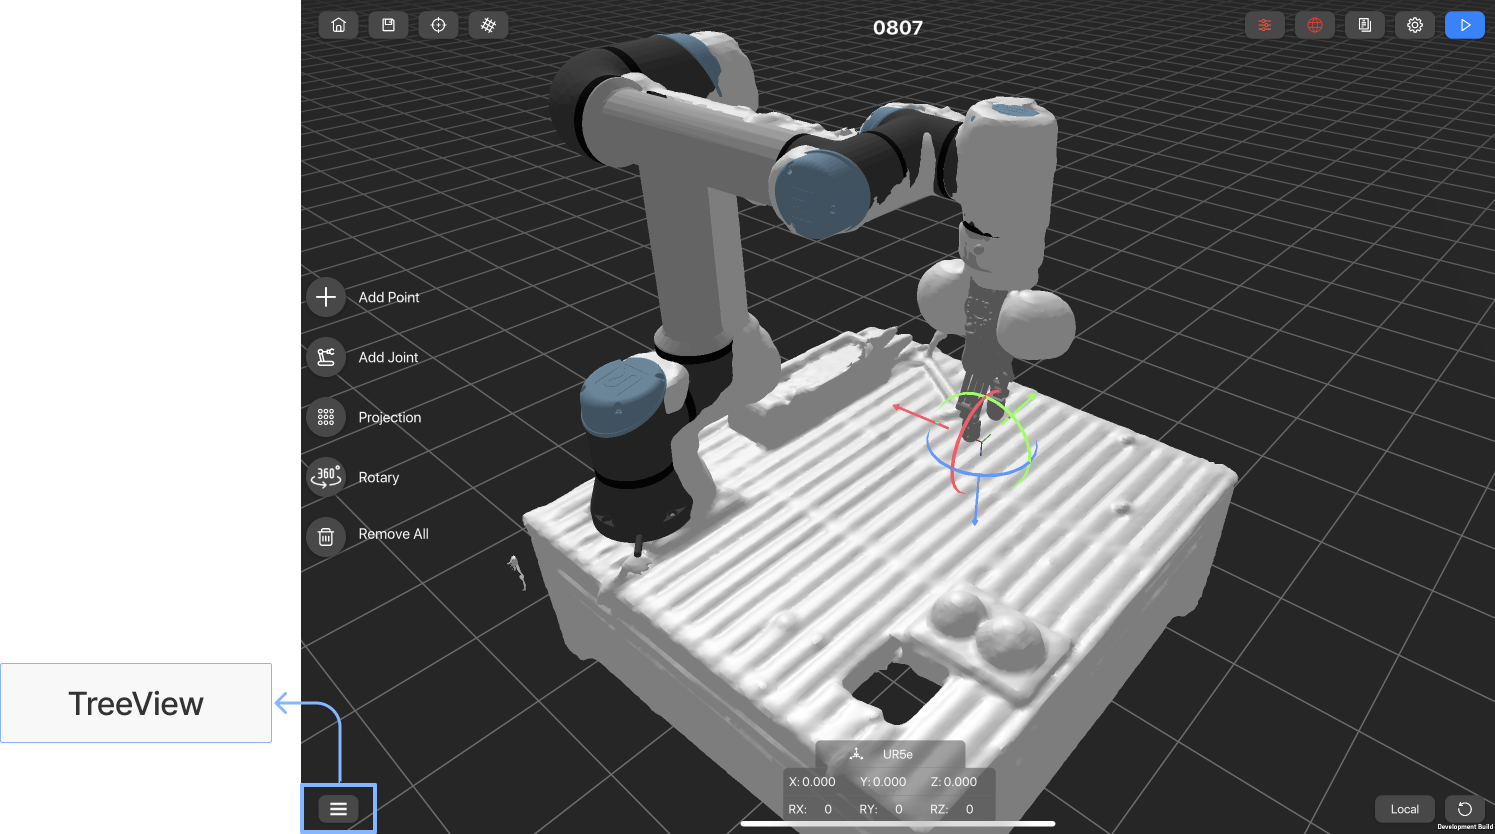 0807
Add Point
Add Joint
Projection
360°
Rotary
Remove All
TreeView
UR5e
X: 0.000 Y: 0.000 Z: 0.000
RX: 0 RY: 0 RZ: 0
Local
Development Build